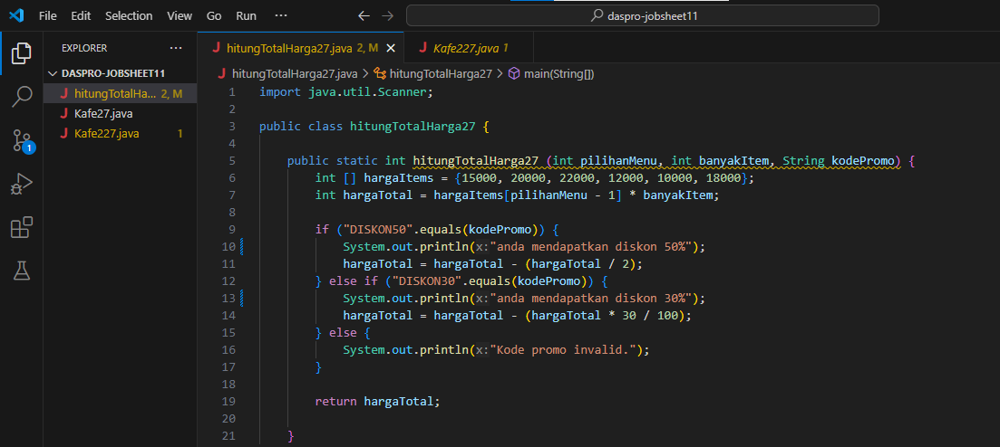 File Edit Selection View Go Run ··· ← → daspro-jobsheet11
EXPLORER ···
DASPRO-JOBSHEET11
J hitungTotalHa... 2, M
J Kafe27.java
J Kafe227.java 1
1
J hitungTotalHarga27.java 2, M × J Kafe227.java 1
J hitungTotalHarga27.java > hitungTotalHarga27 > main(String[])
1 import java.util.Scanner;
2
3 public class hitungTotalHarga27 {
4
5 public static int hitungTotalHarga27 (int pilihanMenu, int banyakItem, String kodePromo) {
6 int [] hargaItems = {15000, 20000, 22000, 12000, 10000, 18000};
7 int hargaTotal = hargaItems[pilihanMenu - 1] * banyakItem;
8
9 if ("DISKON50".equals(kodePromo)) {
10 System.out.println(x:"anda mendapatkan diskon 50%");
11 hargaTotal = hargaTotal - (hargaTotal / 2);
12 } else if ("DISKON30".equals(kodePromo)) {
13 System.out.println(x:"anda mendapatkan diskon 30%");
14 hargaTotal = hargaTotal - (hargaTotal * 30 / 100);
15 } else {
16 System.out.println(x:"Kode promo invalid.");
17 }
18
19 return hargaTotal;
20
21 }